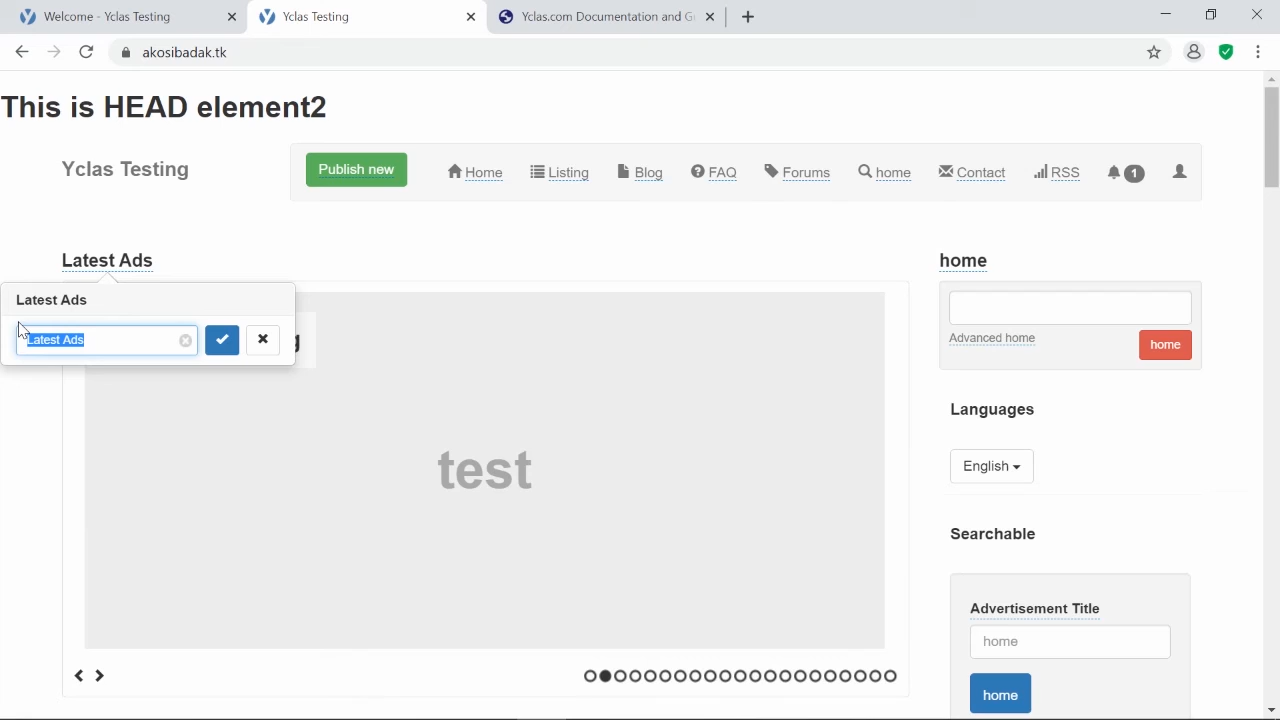 Welcome - Yclas Testing
Yclas Testing
Yclas.com Documentation and G
akosibadak.tk
This is HEAD element2
Yclas Testing
Publish new
Home
Listing
Blog
FAQ
Forums
home
Contact
RSS
1
Latest Ads
home
Latest Ads
Latest Ads
g
Advanced home
home
Languages
test
English
Searchable
Advertisement Title
home
home